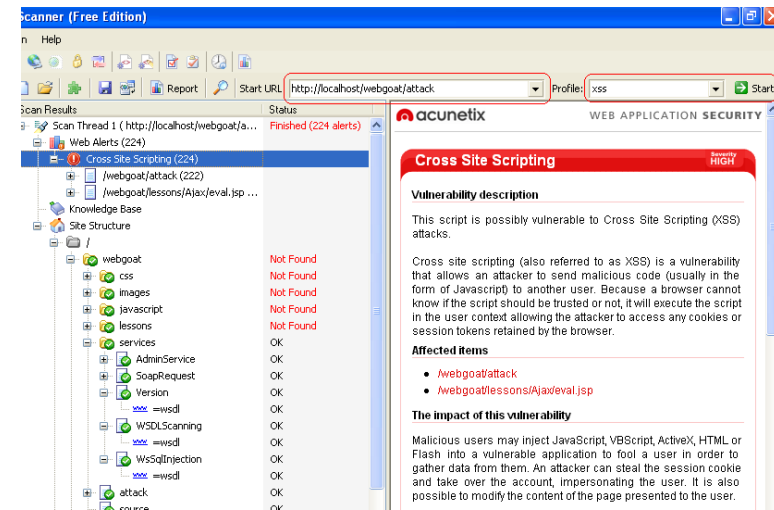 Scanner (Free Edition)
n Help
Report Start URL http://localhost/webgoat/attack Profile: xss Start
Scan Results Status
Scan Thread 1 ( http://localhost/webgoat/a... Finished (224 alerts)
Web Alerts (224)
Cross Site Scripting (224)
/webgoat/attack (222)
/webgoat/lessons/Ajax/eval.jsp ...
Knowledge Base
Site Structure
/
webgoat Not Found
css Not Found
images Not Found
javascript Not Found
lessons Not Found
services OK
AdminService OK
SoapRequest OK
Version OK
=wsdl OK
WSDLScanning OK
=wsdl OK
WsSqlInjection OK
=wsdl OK
attack OK
source OK
acunetix WEB APPLICATION SECURITY
Cross Site Scripting Severity HIGH
Vulnerability description
This script is possibly vulnerable to Cross Site Scripting (XSS)
attacks.
Cross site scripting (also referred to as XSS) is a vulnerability
that allows an attacker to send malicious code (usually in the
form of Javascript) to another user. Because a browser cannot
know if the script should be trusted or not, it will execute the script
in the user context allowing the attacker to access any cookies or
session tokens retained by the browser.
Affected items
/webgoat/attack
/webgoat/lessons/Ajax/eval.jsp
The impact of this vulnerability
Malicious users may inject JavaScript, VBScript, ActiveX, HTML or
Flash into a vulnerable application to fool a user in order to
gather data from them. An attacker can steal the session cookie
and take over the account, impersonating the user. It is also
possible to modify the content of the page presented to the user.